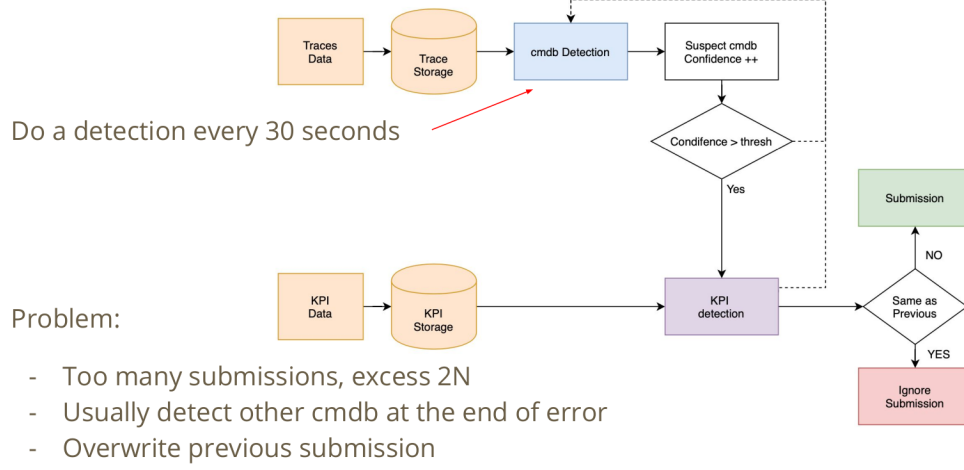 Traces
Data
Trace
Storage
cmdb Detection
Suspect cmdb
Confidence ++
Do a detection every 30 seconds
Condifence > thresh
Yes
Submission
NO
KPI
Data
KPI
Storage
KPI
detection
Same as
Previous
YES
Ignore
Submission
Problem:
- Too many submissions, excess 2N
- Usually detect other cmdb at the end of error
- Overwrite previous submission